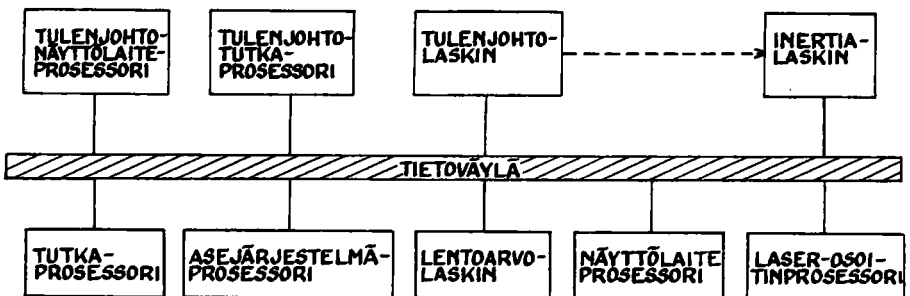 TULENJOHTO-
NÄYTTÖLAITE-
PROSESSORI
TULENJOHTO-
TUTKA-
PROSESSORI
TULENJOHTO-
LASKIN
INERTIA-
LASKIN
TIETOVÄYLÄ
TUTKA-
PROSESSORI
ASEJÄRJESTELMÄ-
PROSESSORI
LENTOARVO-
LASKIN
NÄYTTÖLAITE
PROSESSORI
LASER-OSOI-
TINPROSESSORI